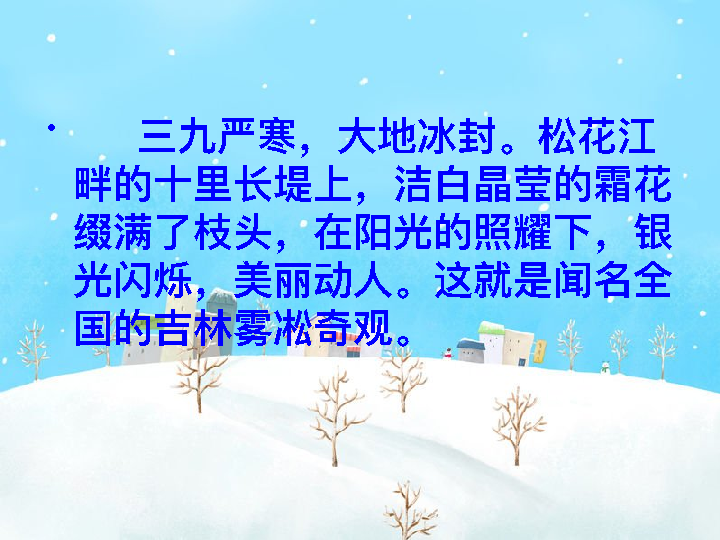 • 三九严寒，大地冰封。松花江
畔的十里长堤上，洁白晶莹的霜花
缀满了枝头，在阳光的照耀下，银
光闪烁，美丽动人。这就是闻名全
国的吉林雾凇奇观。